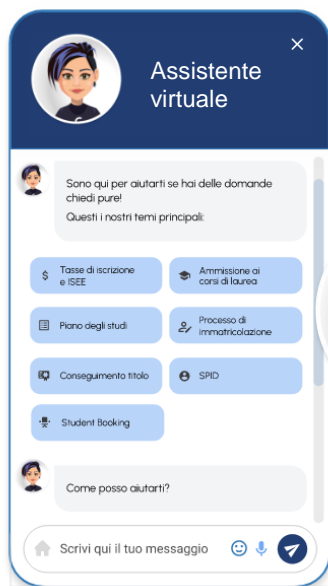 Assistente
virtuale
Sono qui per aiutarti se hai delle domande
chiedi pure!
Questi i nostri temi principali:
Tasse di iscrizione
e ISEE
Ammissione ai
corsi di laurea
Piano degli studi
Processo di
immatricolazione
Conseguimento titolo
SPID
Student Booking
Come posso aiutarti?
Scrivi qui il tuo messaggio